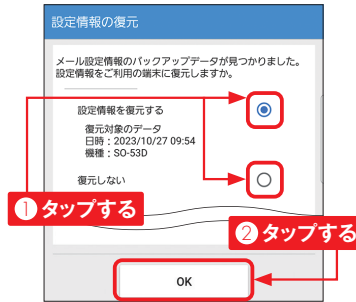 設定情報の復元
メール設定情報のバックアップデータが見つかりました。
設定情報をご利用の端末に復元しますか。
設定情報を復元する
復元対象のデータ
日時：2023/10/27 09:54
機種：SO-53D
復元しない
① タップする
② タップする
OK